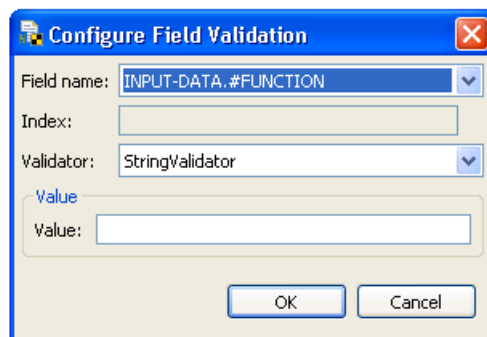 Configure Field Validation
Field name: INPUT-DATA.#FUNCTION
Index:
Validator: StringValidator
Value
Value:
OK Cancel